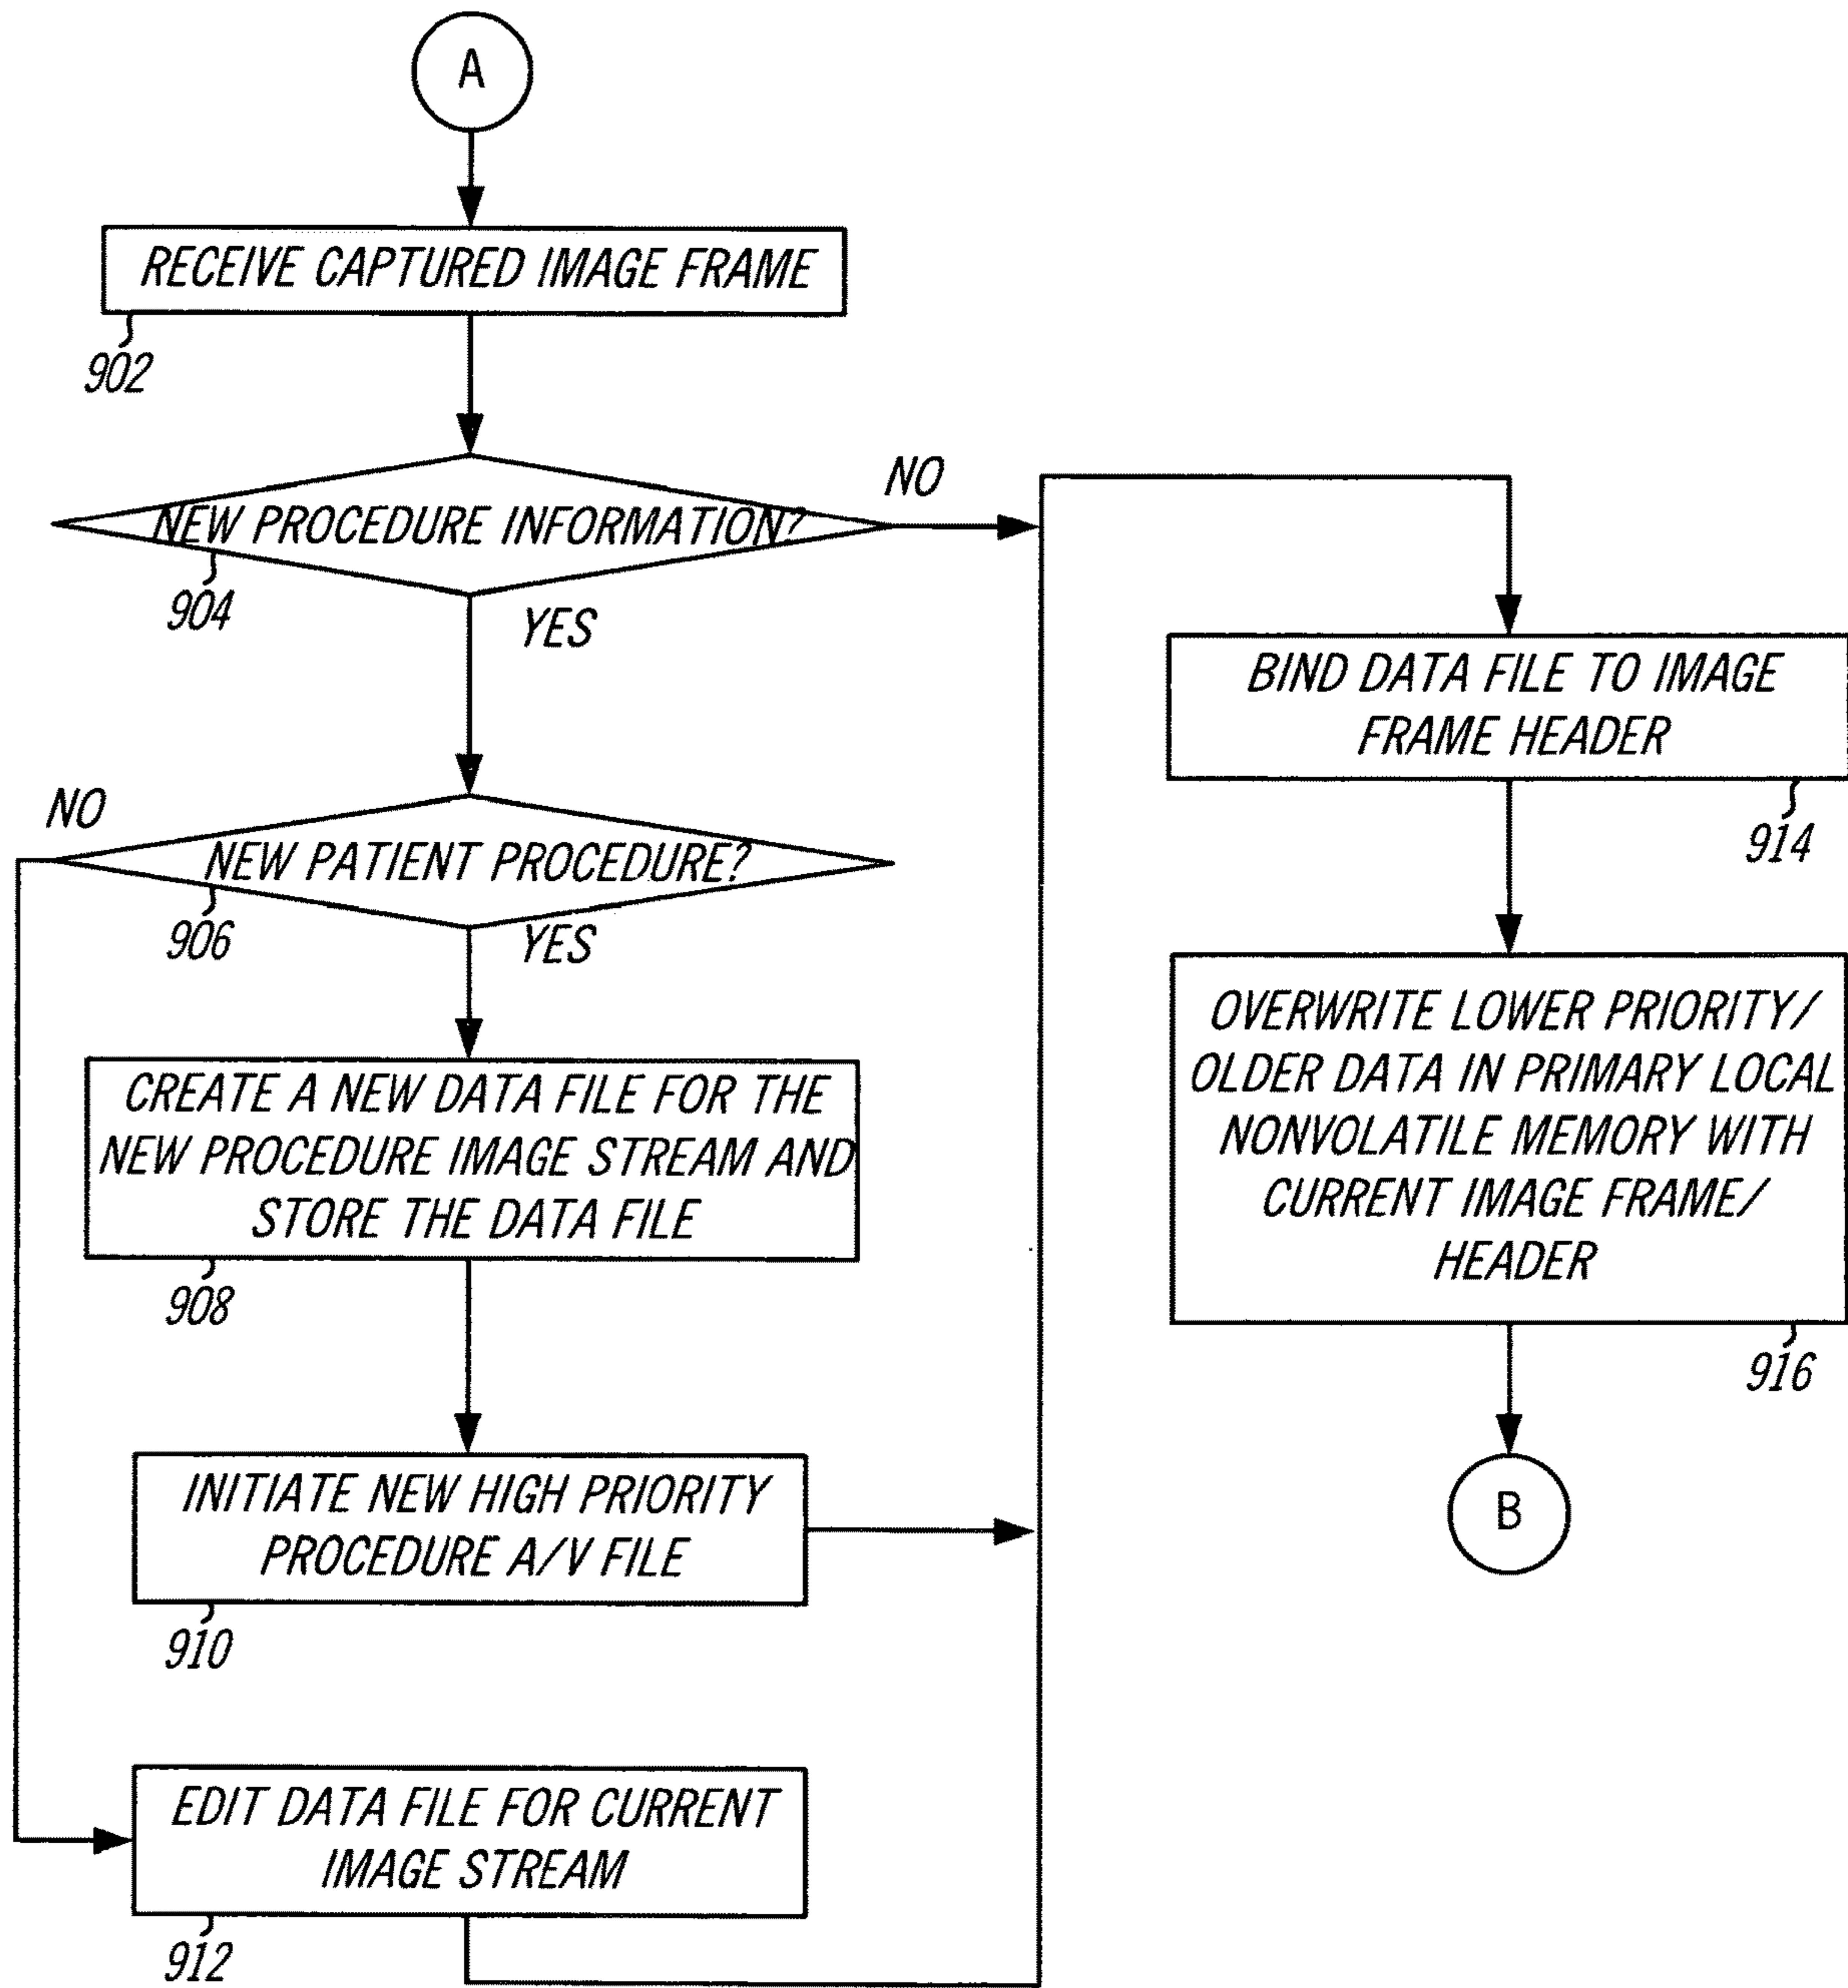 A
RECEIVE CAPTURED IMAGE FRAME
902
NEW PROCEDURE INFORMATION?
NO
904
YES
NEW PATIENT PROCEDURE?
NO
906
YES
CREATE A NEW DATA FILE FOR THE
NEW PROCEDURE IMAGE STREAM AND
STORE THE DATA FILE
908
INITIATE NEW HIGH PRIORITY
PROCEDURE A/V FILE
910
EDIT DATA FILE FOR CURRENT
IMAGE STREAM
912
BIND DATA FILE TO IMAGE
FRAME HEADER
914
OVERWRITE LOWER PRIORITY/
OLDER DATA IN PRIMARY LOCAL
NONVOLATILE MEMORY WITH
CURRENT IMAGE FRAME/
HEADER
916
B